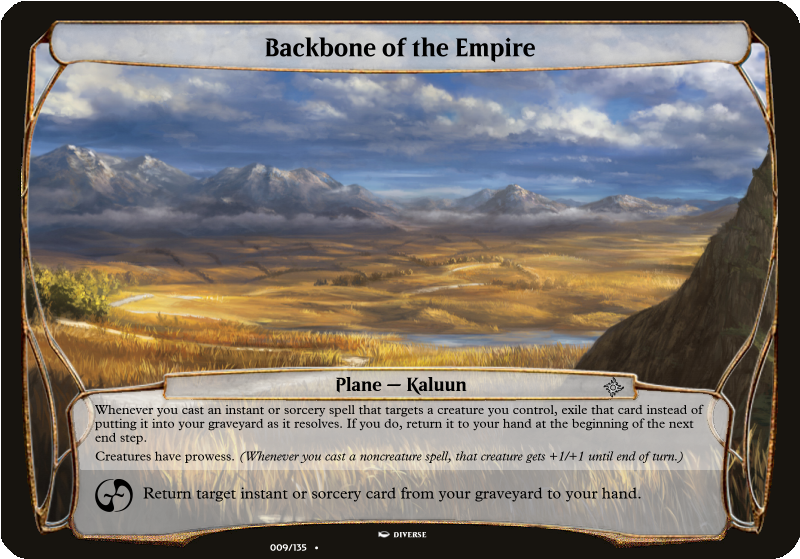 Backbone of the Empire
Plane — Kaluun
Whenever you cast an instant or sorcery spell that targets a creature you control, exile that card instead of
putting it into your graveyard as it resolves. If you do, return it to your hand at the beginning of the next
end step.
Creatures have prowess. (Whenever you cast a noncreature spell, that creature gets +1/+1 until end of turn.)
Return target instant or sorcery card from your graveyard to your hand.
DIVERSE
009/135 •